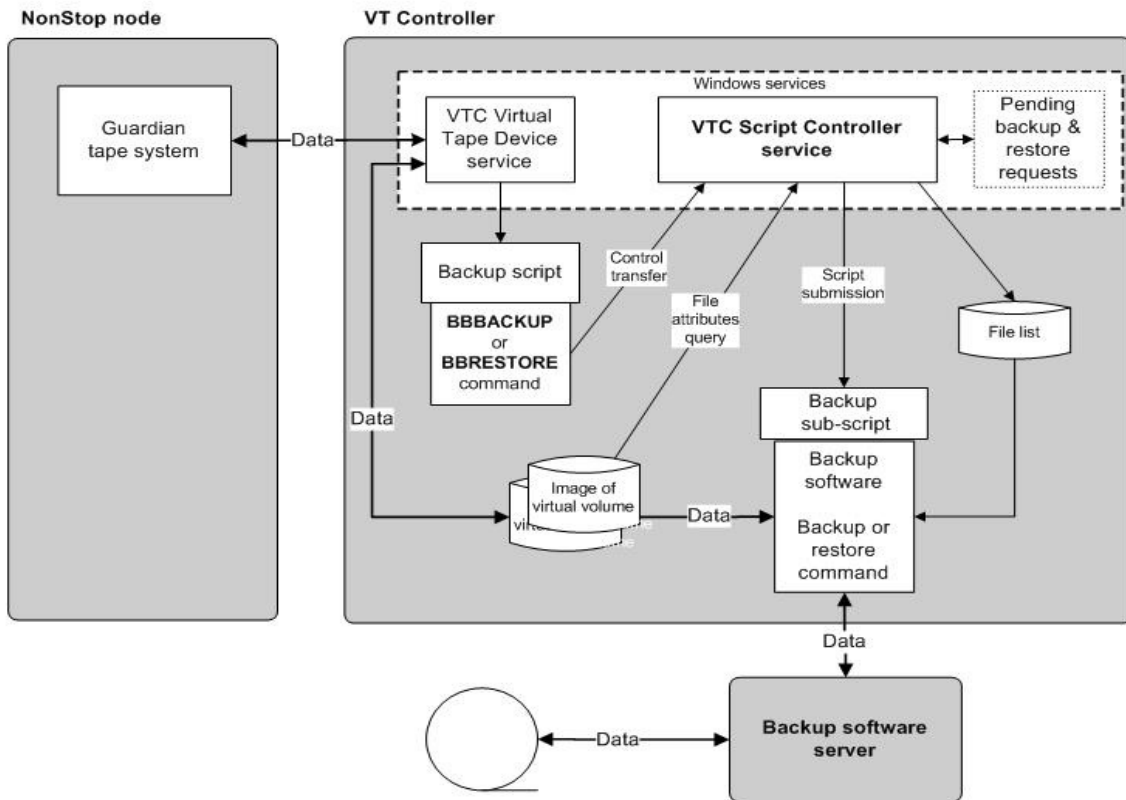 NonStop node
VT Controller
Windows services
Guardian
tape system
Data
VTC Virtual
Tape Device
service
VTC Script Controller
service
Pending
backup &
restore
requests
Backup script
BBBACKUP
or
BBRESTORE
command
Control
transfer
File
attributes
query
Script
submission
File list
Data
Backup
sub-script
Image of
virtual volume
Data
Backup
software
Backup or
restore
command
Data
Data
Backup software
server